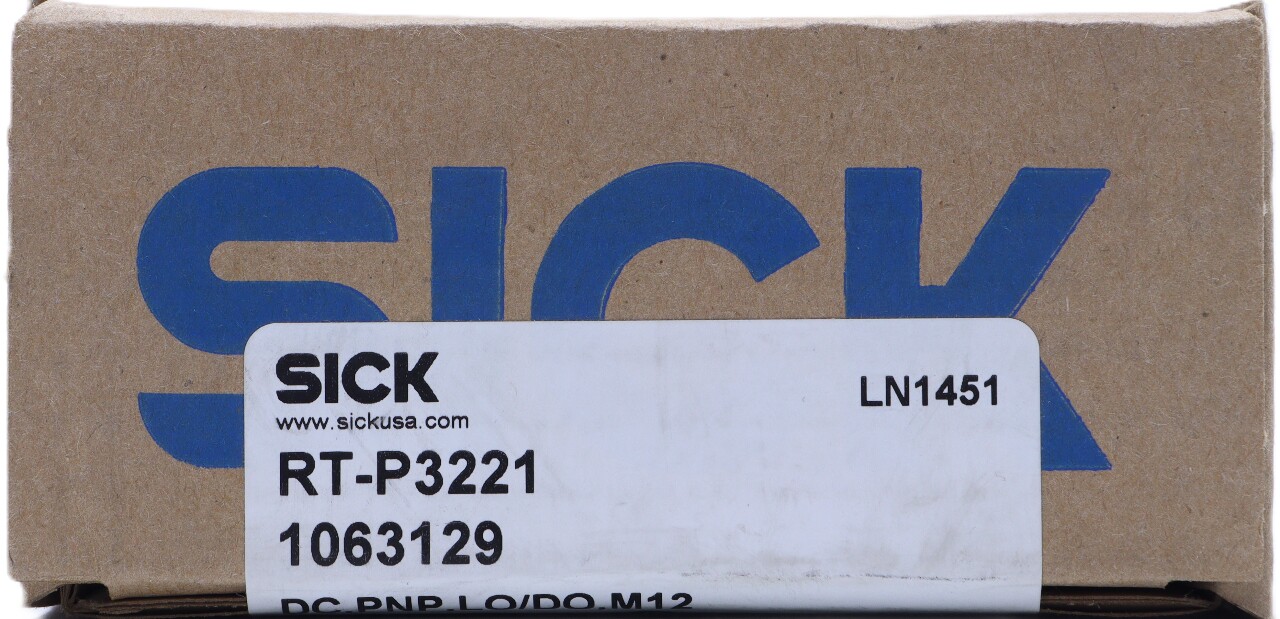 SICK
SICK
LN1451
www.sickusa.com
RT-P3221
1063129
DC,PNP,LO/DO,M12